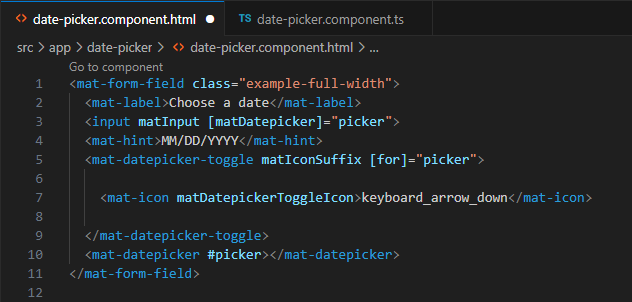 date-picker.component.html TS date-picker.component.ts
src > app > date-picker > date-picker.component.html > ...
Go to component
1 <mat-form-field class="example-full-width">
2 <mat-label>Choose a date</mat-label>
3 <input matInput [matDatepicker]="picker">
4 <mat-hint>MM/DD/YYYY</mat-hint>
5 <mat-datepicker-toggle matIconSuffix [for]="picker">
6
7 <mat-icon matDatepickerToggleIcon>keyboard_arrow_down</mat-icon>
8
9 </mat-datepicker-toggle>
10 <mat-datepicker #picker></mat-datepicker>
11 </mat-form-field>
12